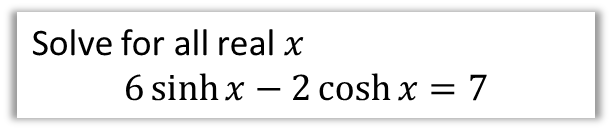 Solve for all real x
6 sinh x − 2 cosh x = 7